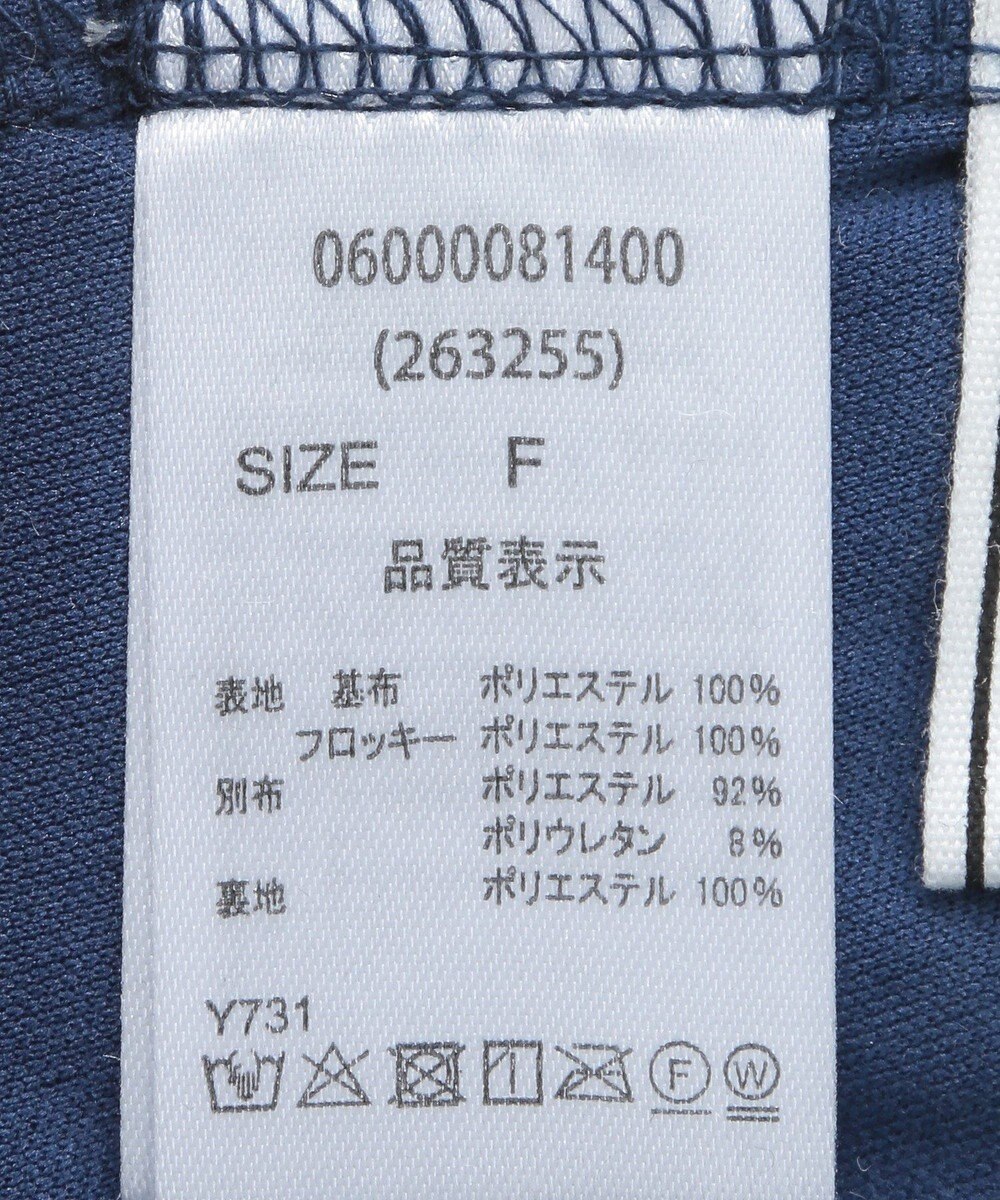 06000081400
(263255)
SIZE F
品質表示
表地 基布 ポリエステル 100%
フロッキー ポリエステル 100%
別布 ポリエステル 92%
ポリウレタン 8%
裏地 ポリエステル 100%
Y731
F W